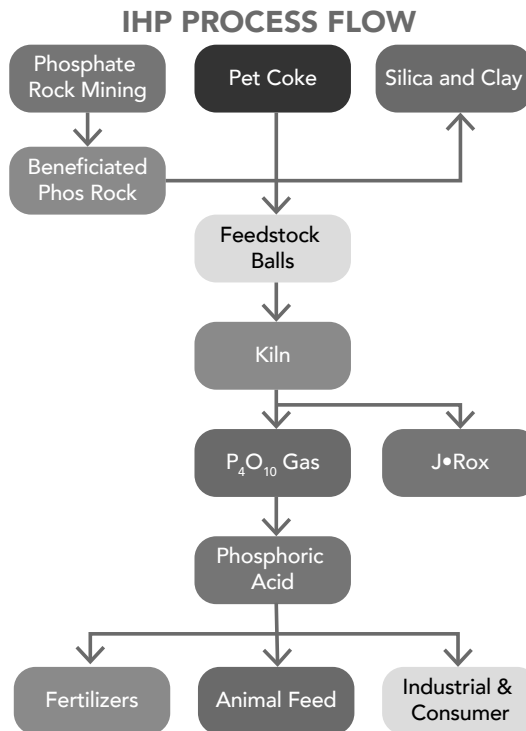 IHP PROCESS FLOW
Phosphate
Rock Mining
Pet Coke
Silica and Clay
Beneficiated
Phos Rock
Feedstock
Balls
Kiln
P₄O₁₀ Gas
J•Rox
Phosphoric
Acid
Fertilizers
Animal Feed
Industrial &
Consumer